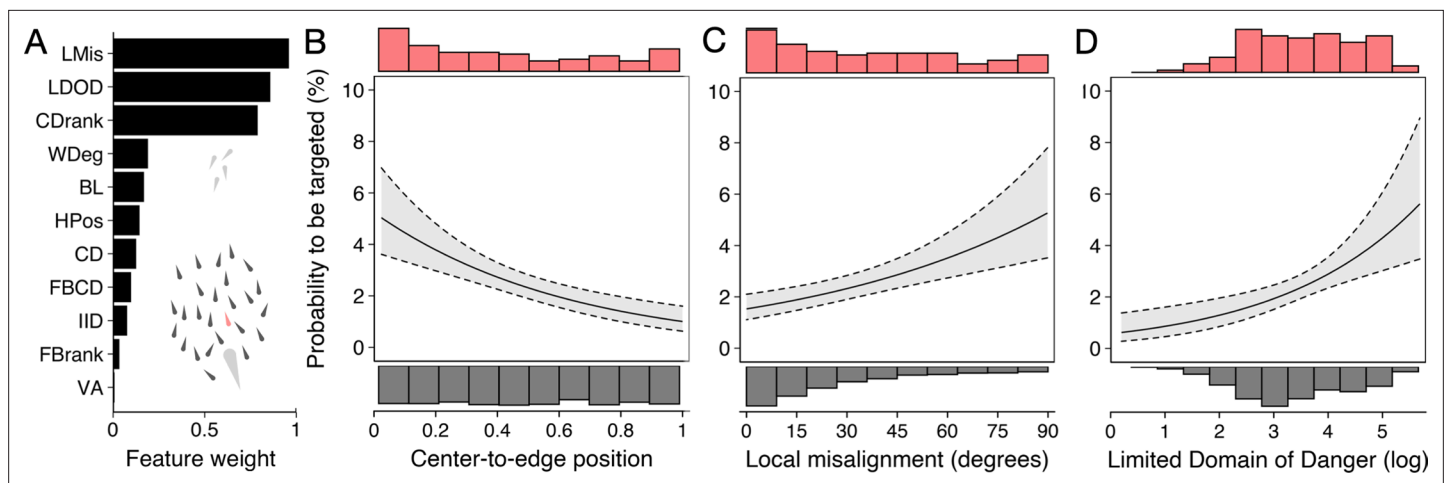 A
LMis
LDOD
CDrank
WDeg
BL
HPos
CD
FBCD
IID
FBrank
VA
0 0.5 1
Feature weight
B
Probability to be targeted (%)
10
8
6
4
2
0
0 0.2 0.4 0.6 0.8 1
Center-to-edge position
C
10
8
6
4
2
0
0 15 30 45 60 75 90
Local misalignment (degrees)
D
10
8
6
4
2
0
0 1 2 3 4 5
Limited Domain of Danger (log)